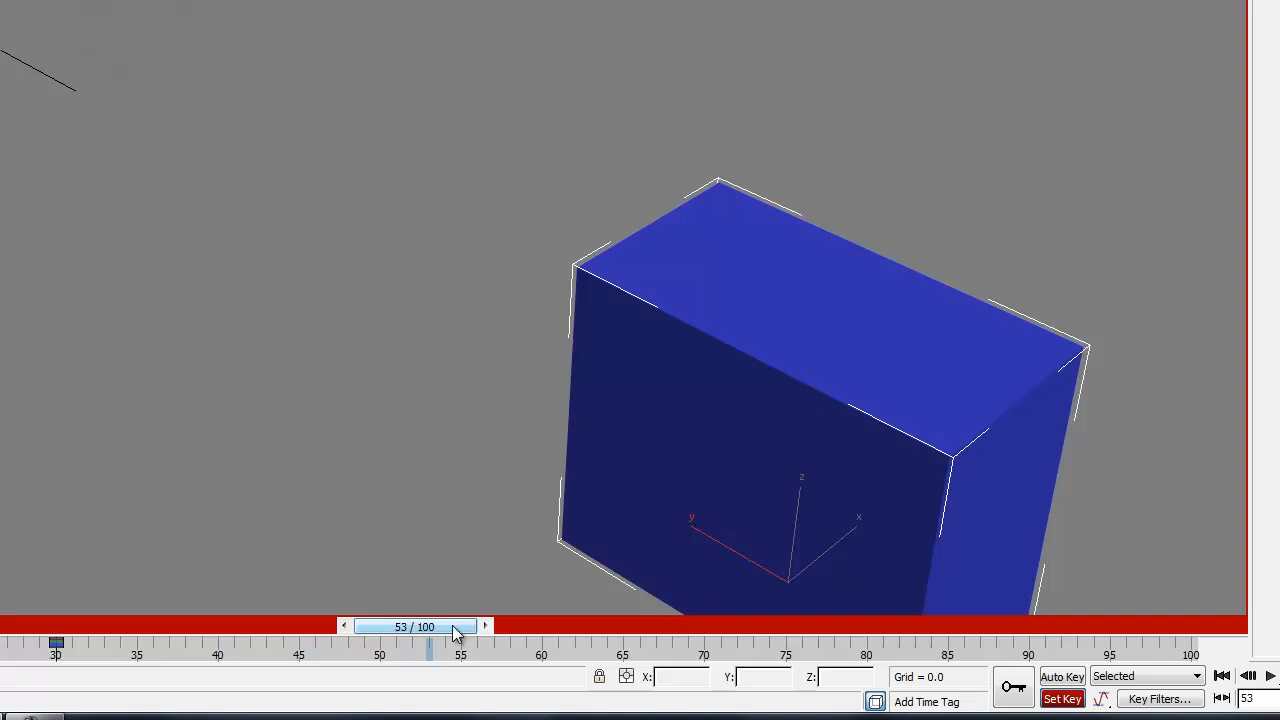 z
y
x
53 / 100
30 35 40 45 50 55 60 65 70 75 80 85 90 95 100
X: Y: Z: Grid = 0.0 Auto Key Selected
Add Time Tag Set Key Key Filters... 53